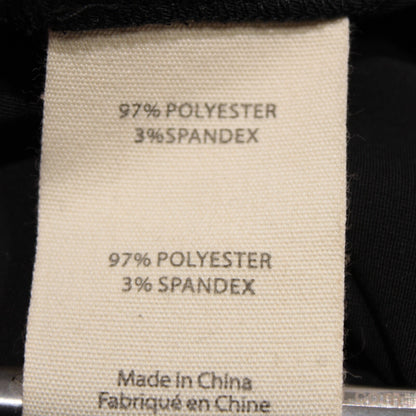 97% POLYESTER
3%SPANDEX
97% POLYESTER
3% SPANDEX
Made in China
Fabriqué en Chine